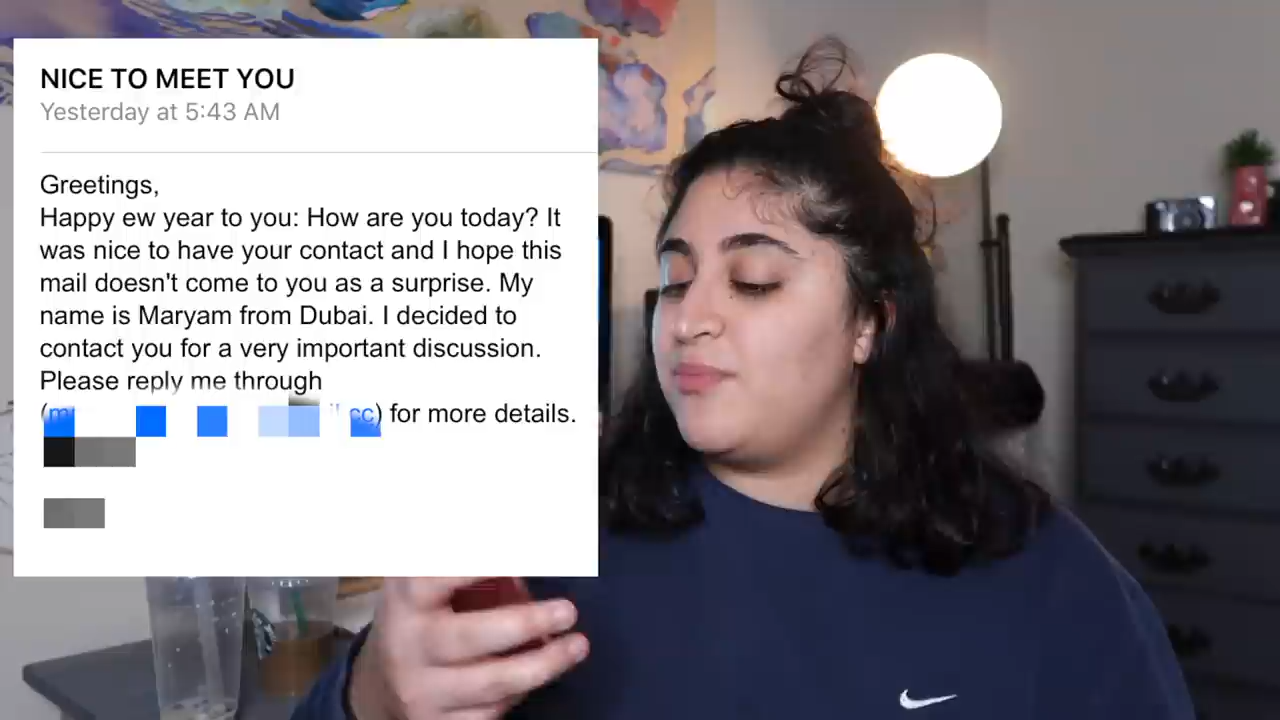 NICE TO MEET YOU
Yesterday at 5:43 AM
Greetings,
Happy ew year to you: How are you today? It
was nice to have your contact and I hope this
mail doesn't come to you as a surprise. My
name is Maryam from Dubai. I decided to
contact you for a very important discussion.
Please reply me through
( cc) for more details.